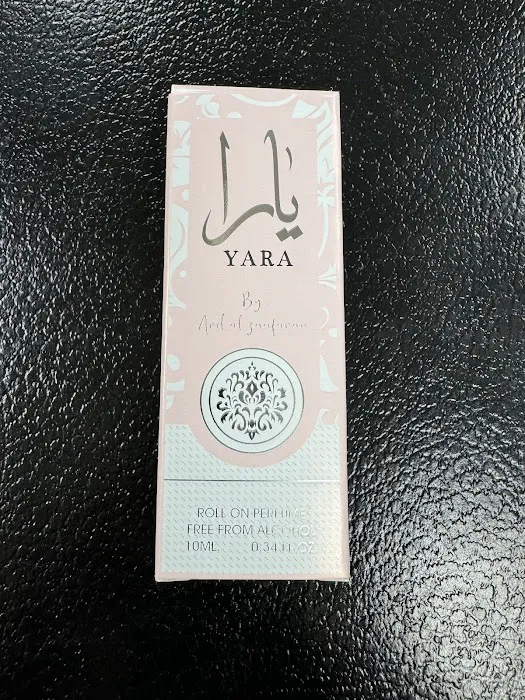 يارا
YARA
By
Ard al zaafaran
ROLL ON PERFUME
FREE FROM ALCOHOL
10ML. 0.34 FL OZ